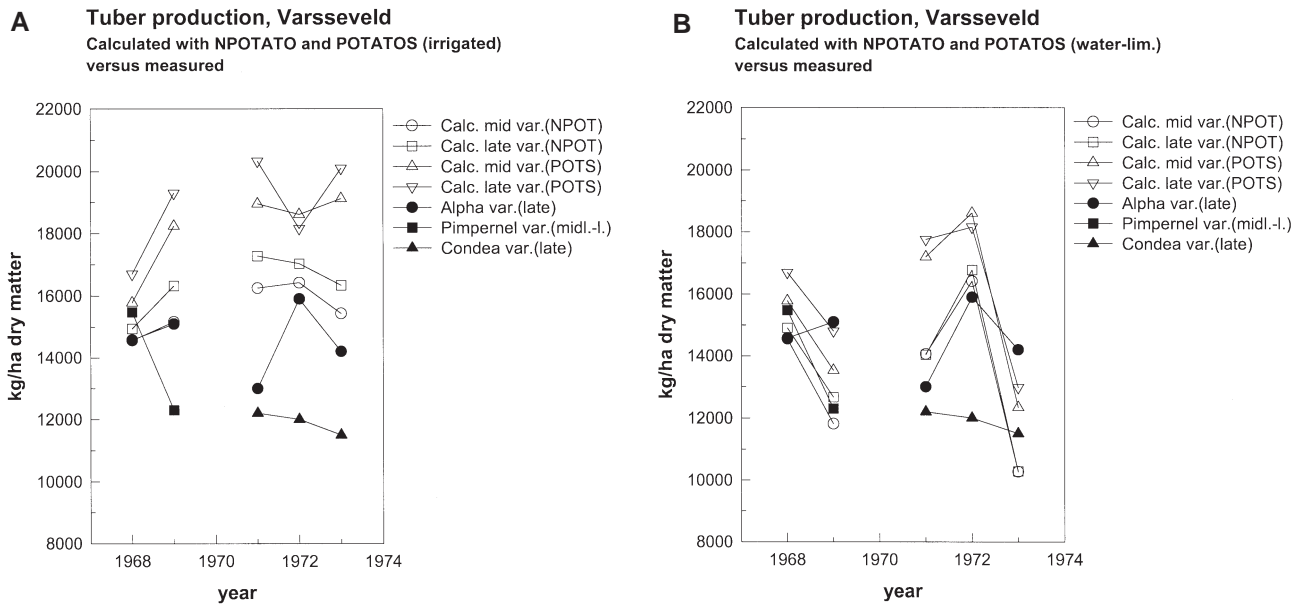 A
Tuber production, Varsseveld
Calculated with NPOTATO and POTATOS (irrigated)
versus measured
22000
20000
18000
16000
14000
12000
10000
8000
kg/ha dry matter
1968
1970
1972
1974
year
Calc. mid var.(NPOT)
Calc. late var.(NPOT)
Calc. mid var.(POTS)
Calc. late var.(POTS)
Alpha var.(late)
Pimpernel var.(midl.-l.)
Condea var.(late)
B
Tuber production, Varsseveld
Calculated with NPOTATO and POTATOS (water-lim.)
versus measured
22000
20000
18000
16000
14000
12000
10000
8000
kg/ha dry matter
1968
1970
1972
1974
year
Calc. mid var.(NPOT)
Calc. late var.(NPOT)
Calc. mid var.(POTS)
Calc. late var.(POTS)
Alpha var.(late)
Pimpernel var.(midl.-l.)
Condea var.(late)